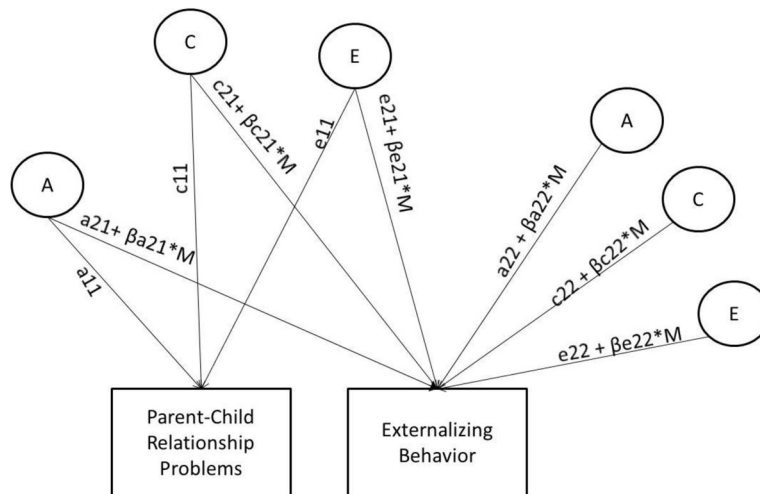 C
E
A
A
C
E
c21+ βc21*M
e21+ βe21*M
c11
e11
a21+ βa21*M
a11
a22 + βa22*M
c22 + βc22*M
e22 + βe22*M
Parent-Child
Relationship
Problems
Externalizing
Behavior